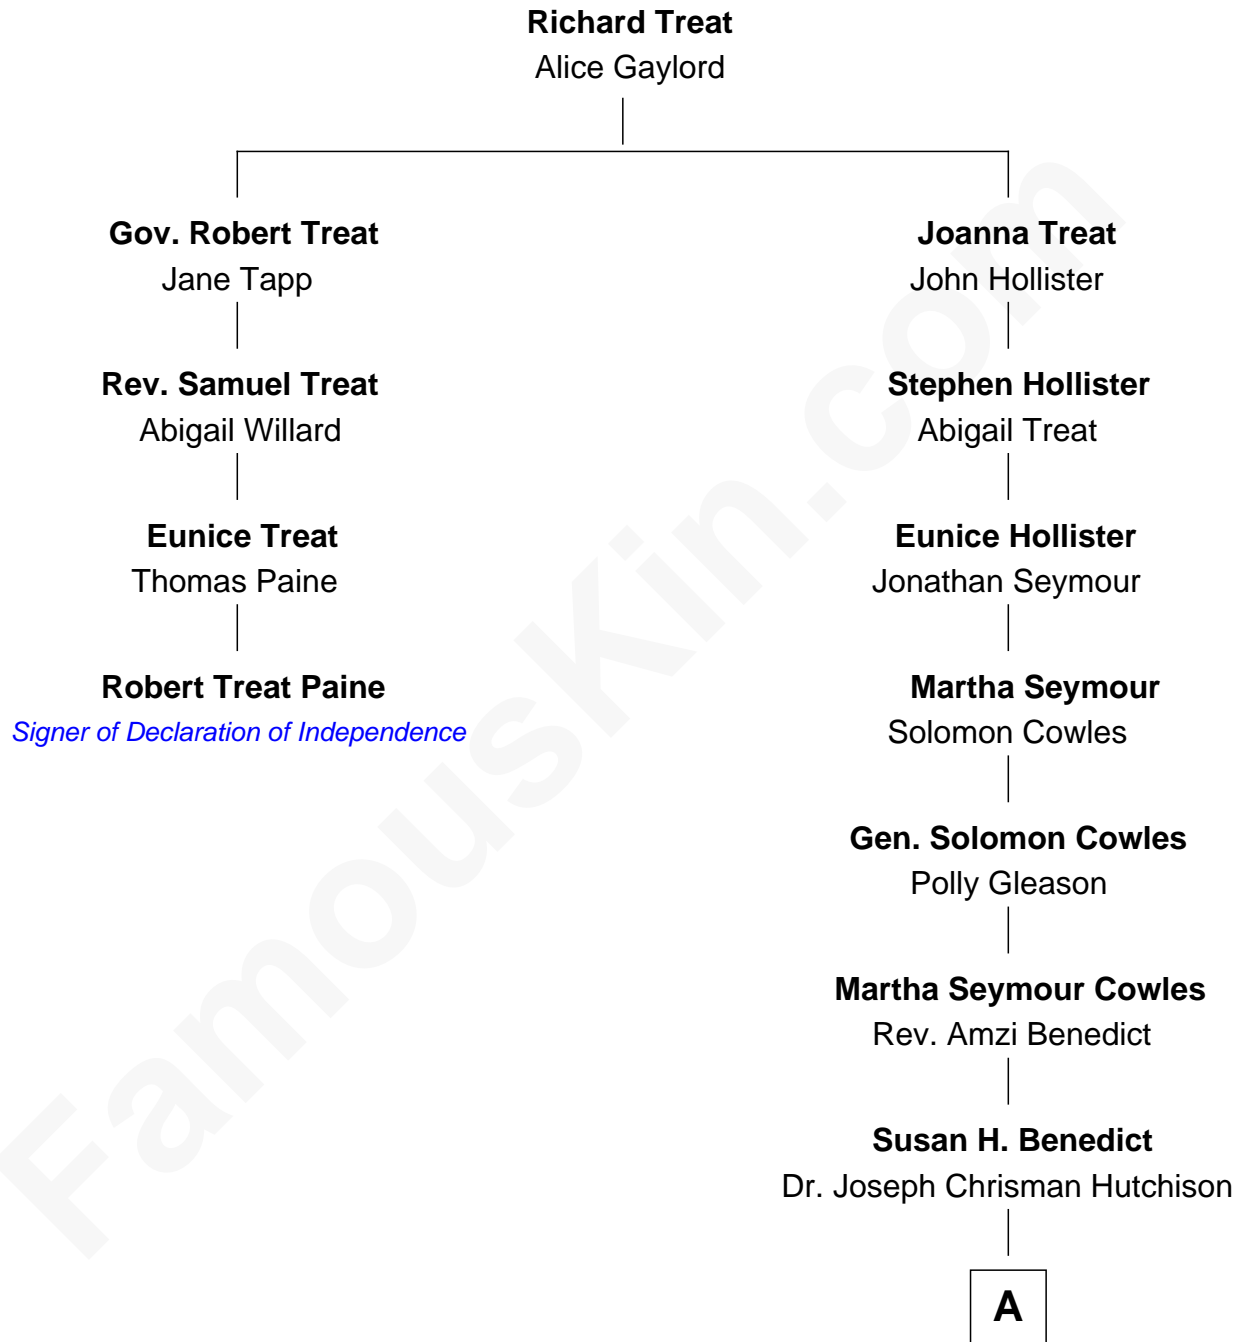 Richard Treat
Alice Gaylord
Gov. Robert Treat
Jane Tapp
Joanna Treat
John Hollister
Rev. Samuel Treat
Abigail Willard
Stephen Hollister
Abigail Treat
Eunice Treat
Thomas Paine
Eunice Hollister
Jonathan Seymour
Robert Treat Paine
Signer of Declaration of Independence
Martha Seymour
Solomon Cowles
Gen. Solomon Cowles
Polly Gleason
Martha Seymour Cowles
Rev. Amzi Benedict
Susan H. Benedict
Dr. Joseph Chrisman Hutchison
A
FamousKin.com